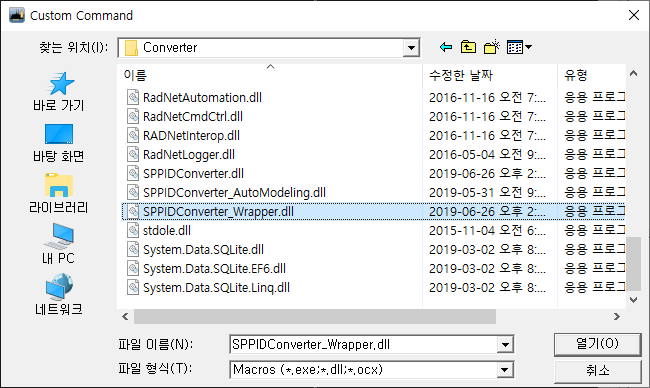 Custom Command
찾는 위치(I): Converter
바로 가기
바탕 화면
라이브러리
내 PC
네트워크
이름 수정한 날짜 유형
RadNetAutomation.dll 2016-11-16 오전 7:... 응용 프로그
RadNetCmdCtrl.dll 2016-11-16 오전 7:... 응용 프로그
RADNetInterop.dll 2016-11-16 오전 7:... 응용 프로그
RadNetLogger.dll 2016-05-04 오전 9:... 응용 프로그
SPPIDConverter.dll 2019-06-26 오후 2:... 응용 프로그
SPPIDConverter_AutoModeling.dll 2019-05-31 오전 9:... 응용 프로그
SPPIDConverter_Wrapper.dll 2019-06-26 오후 2:... 응용 프로그
stdole.dll 2015-11-04 오전 6:... 응용 프로그
System.Data.SQLite.dll 2019-03-02 오후 8:... 응용 프로그
System.Data.SQLite.EF6.dll 2019-03-02 오후 8:... 응용 프로그
System.Data.SQLite.Linq.dll 2019-03-02 오후 8:... 응용 프로그
파일 이름(N): SPPIDConverter_Wrapper.dll 열기(O)
파일 형식(T): Macros (*.exe;*.dll;*.ocx) 취소